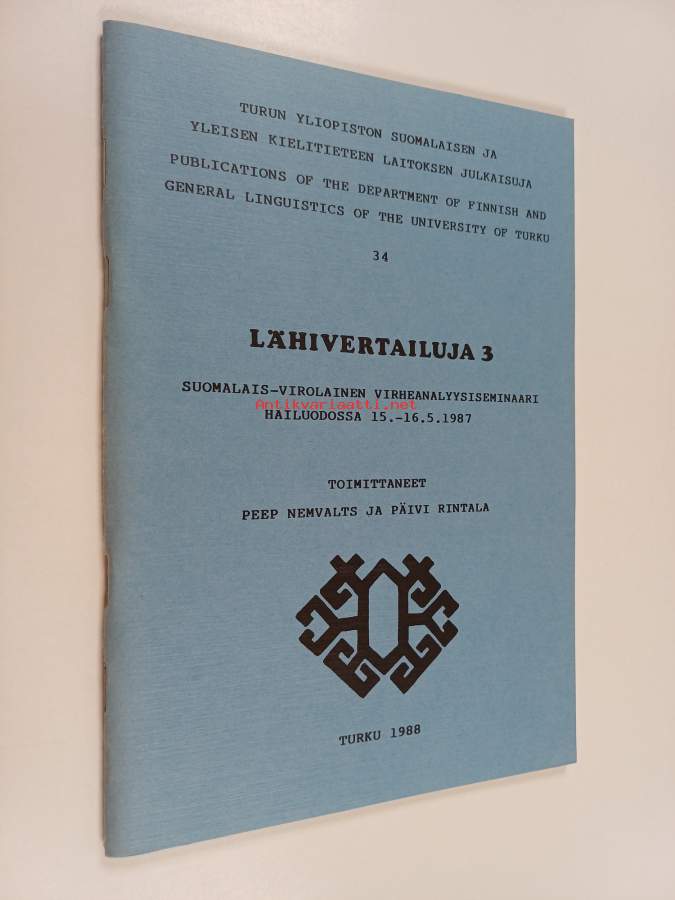 TURUN YLIOPISTON SUOMALAISEN JA
YLEISEN KIELITIETEEN LAITOKSEN JULKAISUJA
PUBLICATIONS OF THE DEPARTMENT OF FINNISH AND
GENERAL LINGUISTICS OF THE UNIVERSITY OF TURKU
34
LÄHIVERTAILUJA 3
SUOMALAIS-VIROLAINEN VIRHEANALYYSISEMINAARI
Antikvariaatti.net
HAILUODOSSA 15.-16.5.1987
TOIMITTANEET
PEEP NEMVALTS JA PÄIVI RINTALA
TURKU 1988